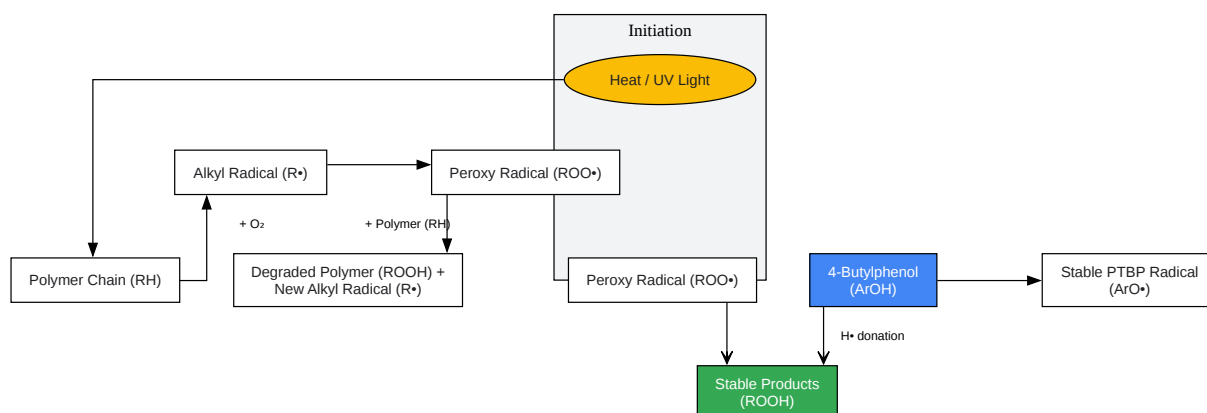 Initiation
Heat / UV Light
Alkyl Radical (R•)
Peroxy Radical (ROO•)
+ O₂
+ Polymer (RH)
Polymer Chain (RH)
Degraded Polymer (ROOH) +
New Alkyl Radical (R•)
Peroxy Radical (ROO•)
4-Butylphenol
(ArOH)
Stable PTBP Radical
(ArO•)
H• donation
Stable Products
(ROOH)